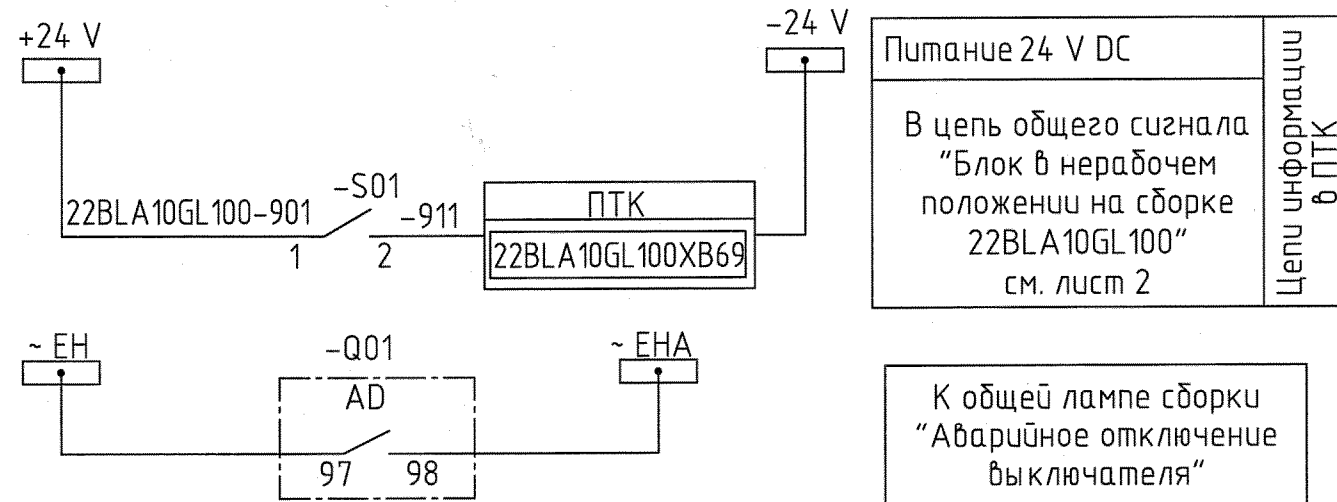 +24 V
-24 V
-S01
22BLA10GL100-901
-911
1
2
ПТК
22BLA10GL100XB69
Питание 24 V DC
В цепь общего сигнала
"Блок в нерабочем
положении на сборке
22BLA10GL100"
см. лист 2
Цепи информации
в ПТК
~ EH
-Q01
~ EHA
AD
97
98
К общей лампе сборки
"Аварийное отключение
выключателя"